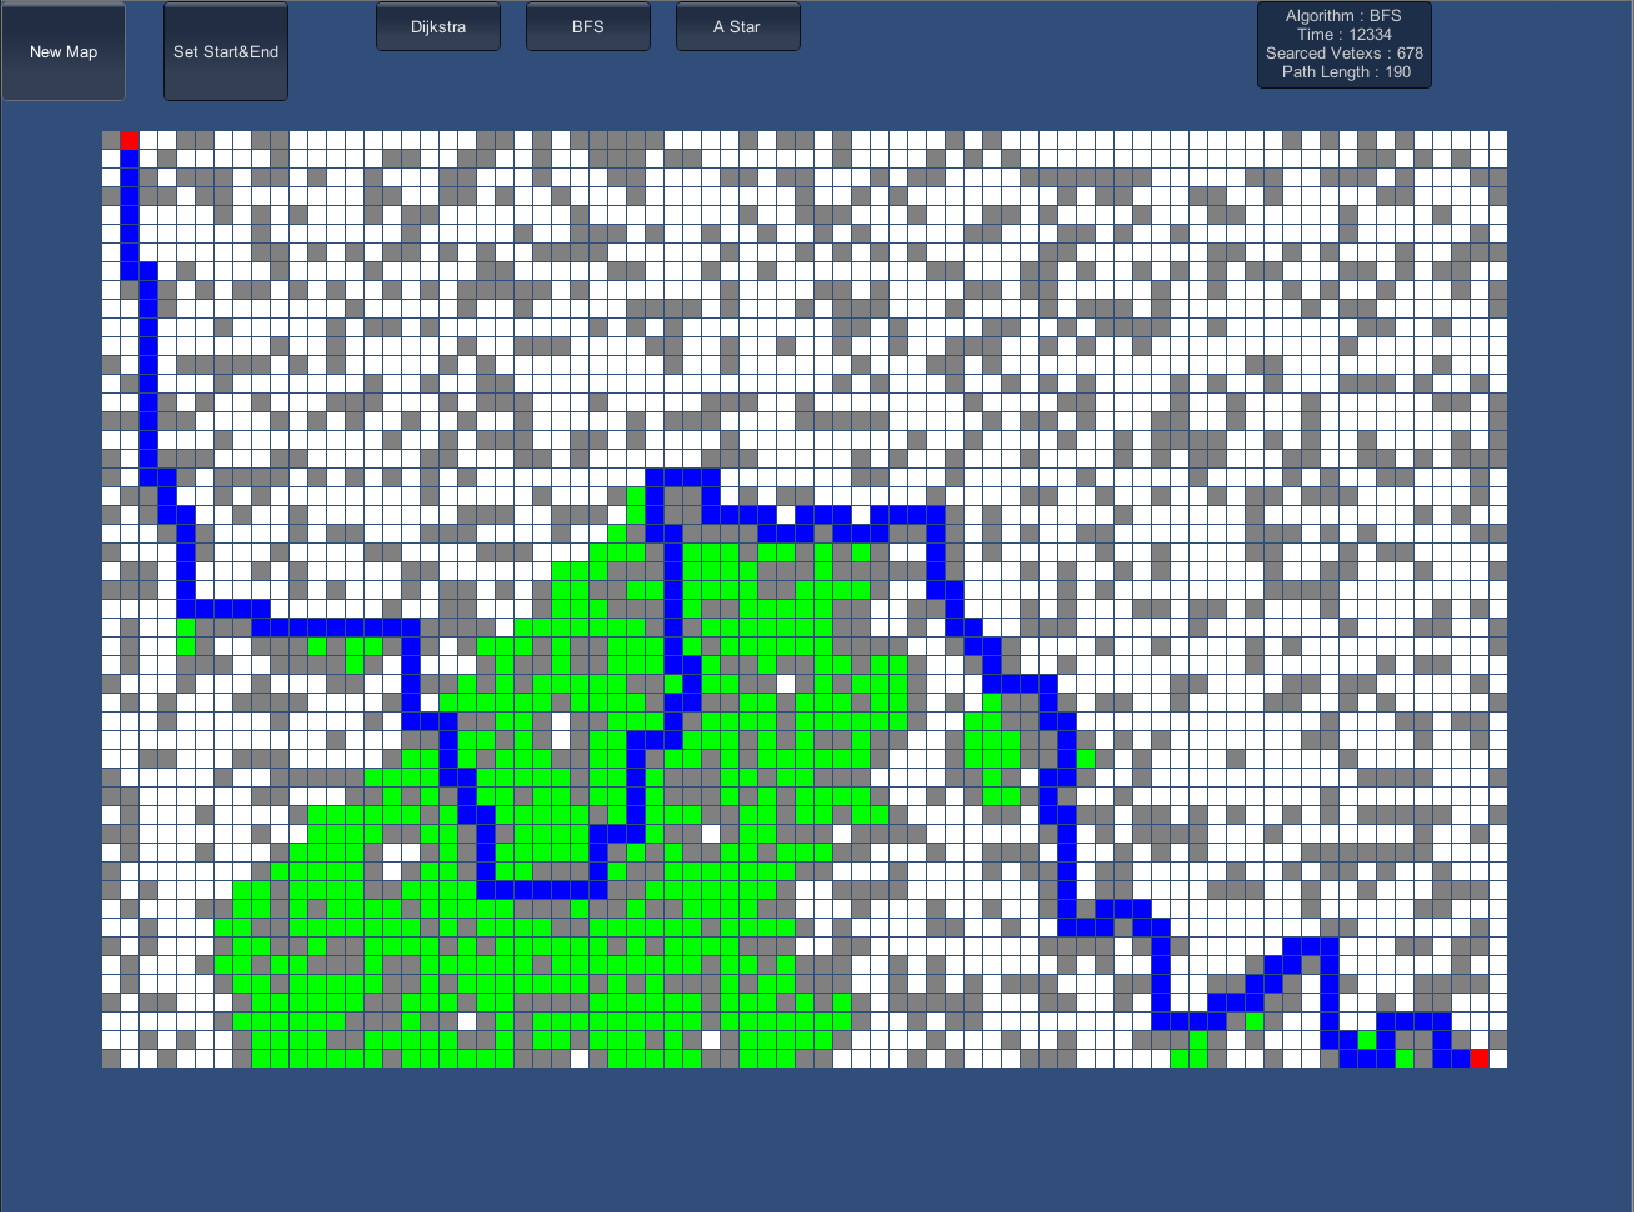 New Map
Set Start&End
Dijkstra
BFS
A Star
Algorithm : BFS
Time : 12334
Searced Vetexs : 678
Path Length : 190